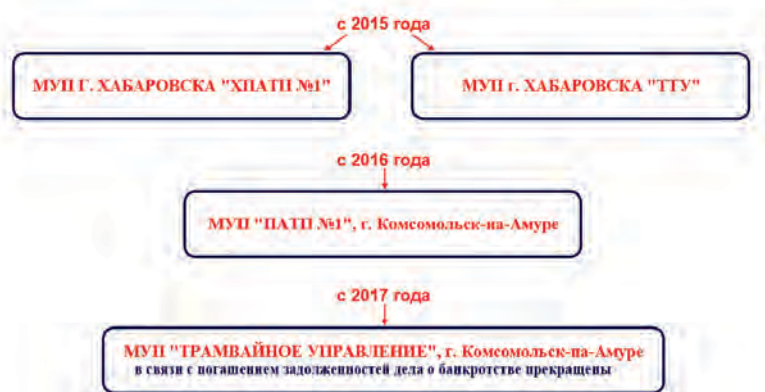 с 2015 года
МУП Г. ХАБАРОВСКА "ХПАТП №1"
МУП г. ХАБАРОВСКА "ТТУ"
с 2016 года
МУП "ПАТП №1", г. Комсомольск-на-Амуре
с 2017 года
МУП "ТРАМВАЙНОЕ УПРАВЛЕНИЕ", г. Комсомольск-на-Амуре
в связи с погашением задолженностей дела о банкротстве прекращены